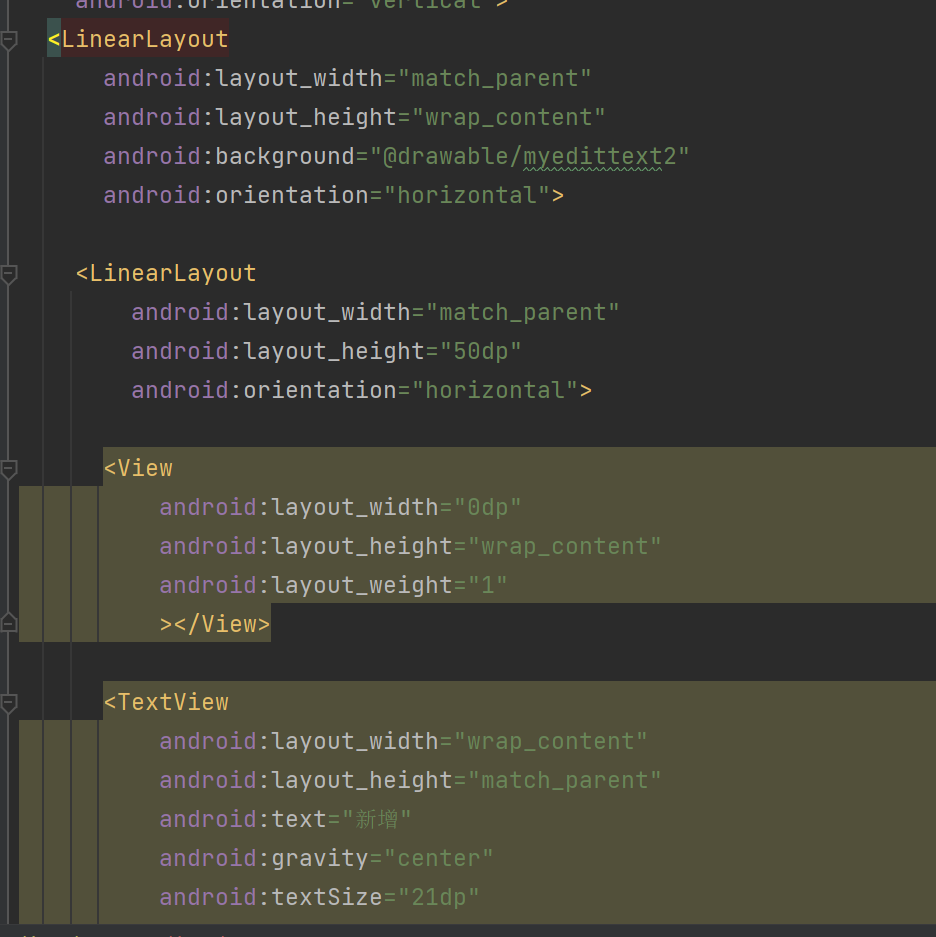 android:orientation="vertical">
<LinearLayout
android:layout_width="match_parent"
android:layout_height="wrap_content"
android:background="@drawable/myedittext2"
android:orientation="horizontal">
<LinearLayout
android:layout_width="match_parent"
android:layout_height="50dp"
android:orientation="horizontal">
<View
android:layout_width="0dp"
android:layout_height="wrap_content"
android:layout_weight="1"
></View>
<TextView
android:layout_width="wrap_content"
android:layout_height="match_parent"
android:text="新增"
android:gravity="center"
android:textSize="21dp"